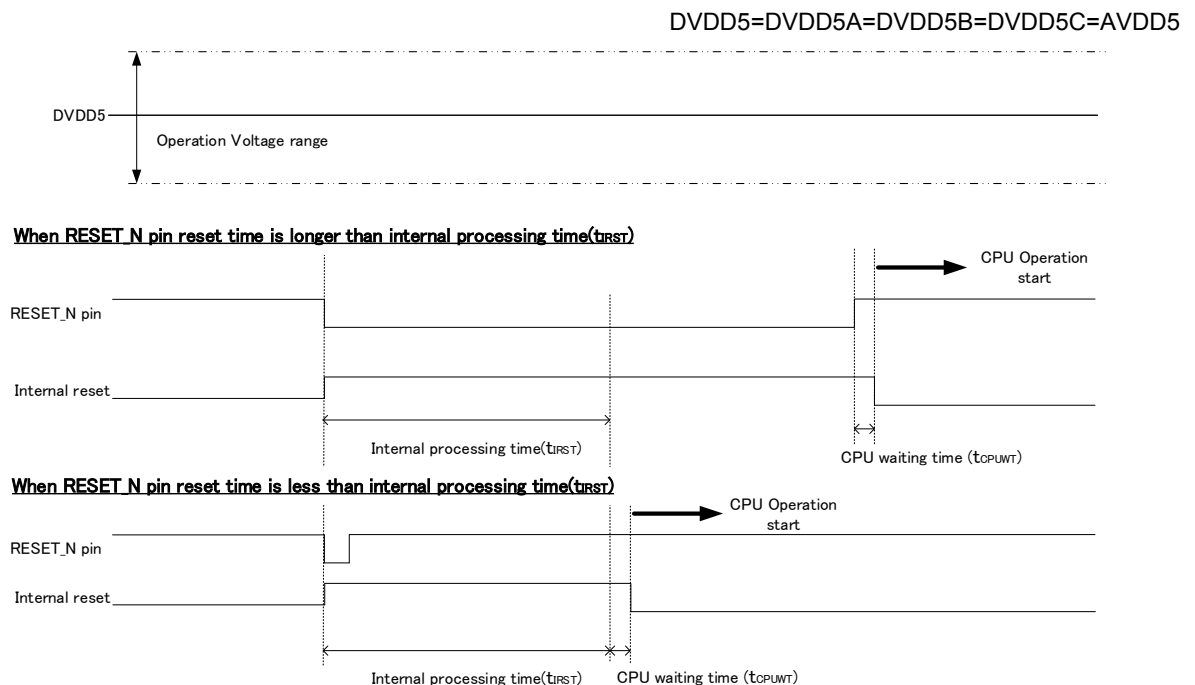 DVDD5=DVDD5A=DVDD5B=DVDD5C=AVDD5
DVDD5
Operation Voltage range
When RESET_N pin reset time is longer than internal processing time(tIRST)
CPU Operation
start
RESET_N pin
Internal reset
Internal processing time(tIRST)
CPU waiting time (tCPUWT)
When RESET_N pin reset time is less than internal processing time(tIRST)
CPU Operation
start
RESET_N pin
Internal reset
Internal processing time(tIRST)
CPU waiting time (tCPUWT)